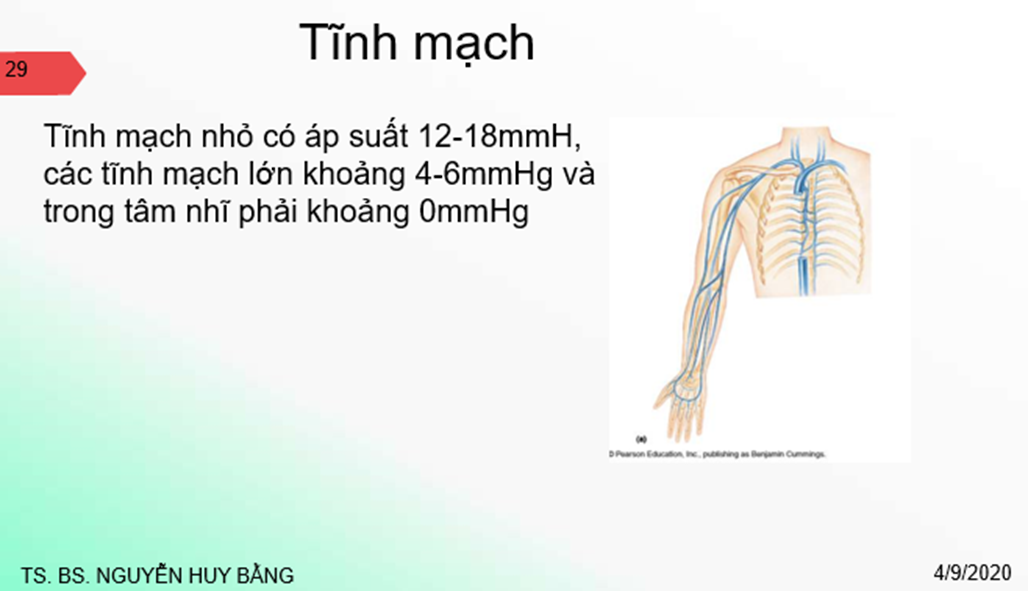 Tĩnh mạch
29
Tĩnh mạch nhỏ có áp suất 12-18mmH,
các tĩnh mạch lớn khoảng 4-6mmHg và
trong tâm nhĩ phải khoảng 0mmHg
(a)
Pearson Education, Inc., publishing as Benjamin Cummings.
TS. BS. NGUYỄN HUY BẰNG
4/9/2020